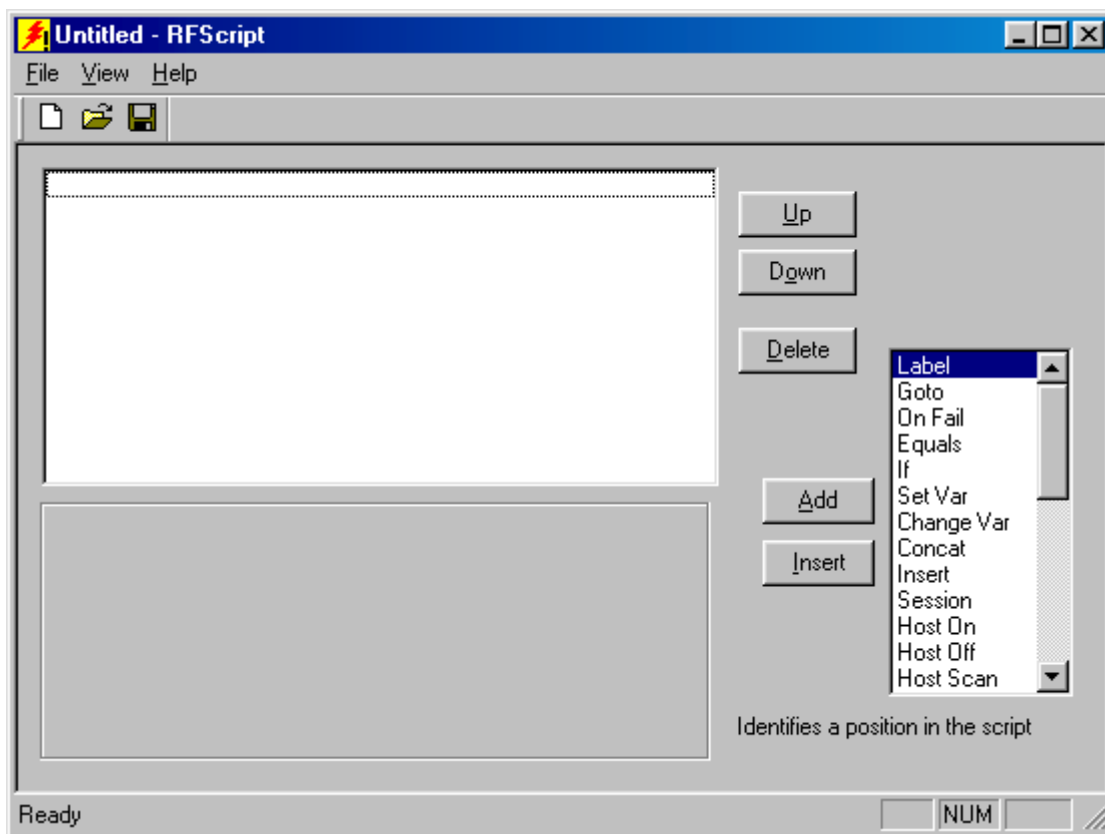 Untitled - RFScript
File View Help
Up
Down
Delete
Label
Goto
On Fail
Equals
If
Set Var
Change Var
Concat
Insert
Session
Host On
Host Off
Host Scan
Add
Insert
Identifies a position in the script
Ready
NUM